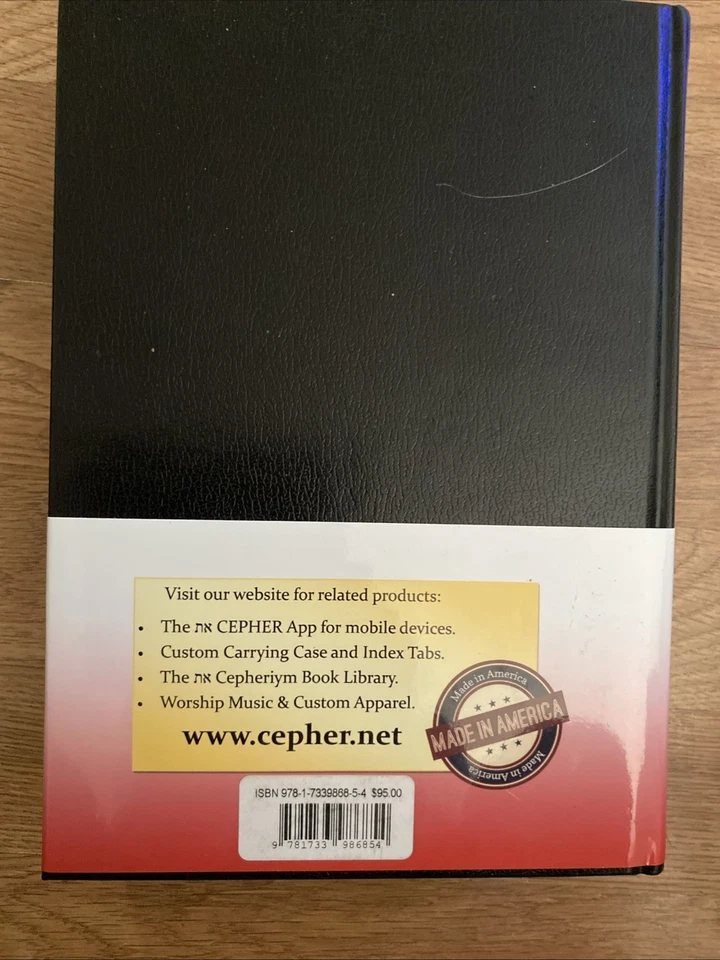 Visit our website for related products:
• The את CEPHER App for mobile devices.
• Custom Carrying Case and Index Tabs.
• The את Cepheriym Book Library.
• Worship Music & Custom Apparel.
www.cepher.net
Made in America
MADE IN AMERICA
Made in America
ISBN 978-1-7339868-5-4 $95.00
9 781733 986854